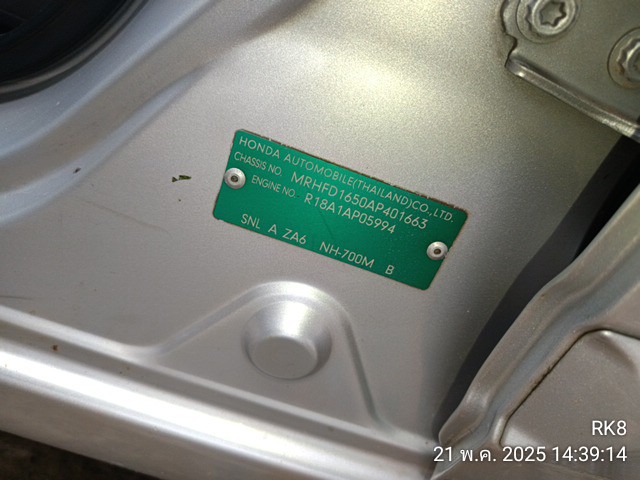 HONDA AUTOMOBILE(THAILAND)CO.,LTD.
CHASSIS NO. MRHFD1650AP401663
ENGINE NO. R18A1AP05994
SNL A ZA6 NH-700M B
RK8
21 พ.ค. 2025 14:39:14